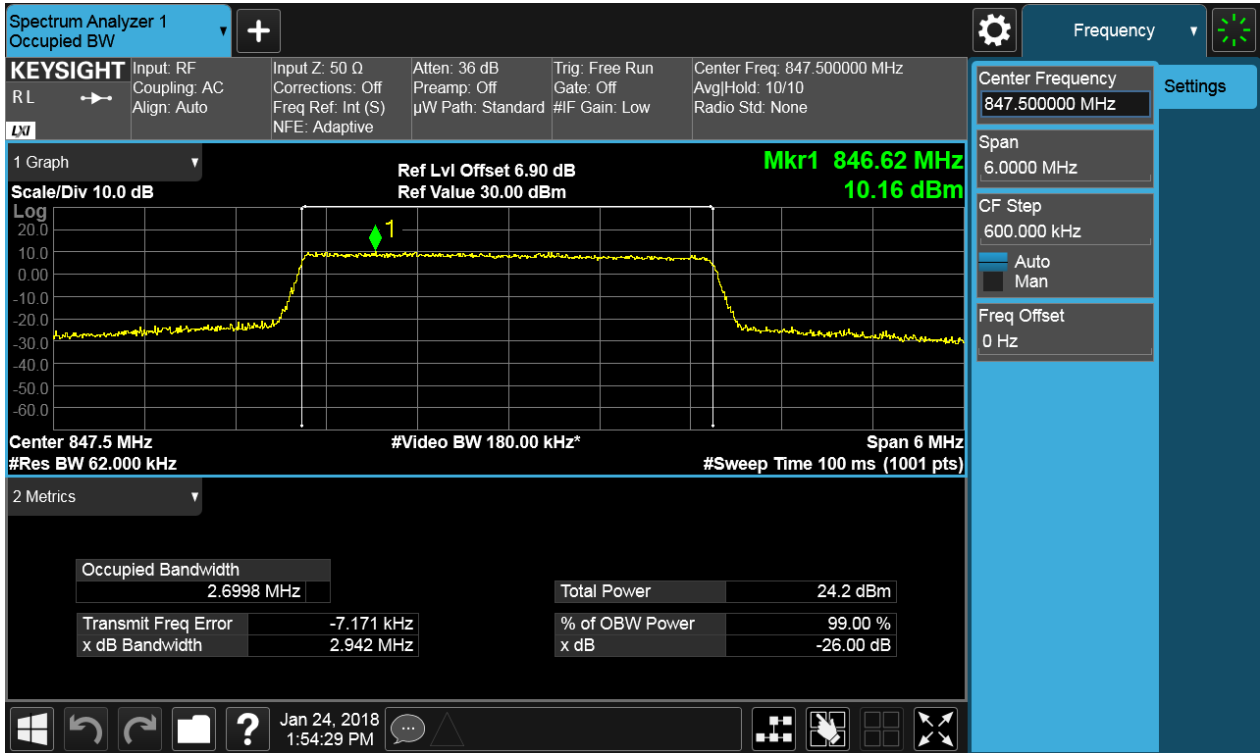 Spectrum Analyzer 1
Occupied BW
+
Frequency
KEYSIGHT
RL
LXI
Input: RF
Coupling: AC
Align: Auto
Input Z: 50 Ω
Corrections: Off
Freq Ref: Int (S)
NFE: Adaptive
Atten: 36 dB
Preamp: Off
µW Path: Standard
Trig: Free Run
Gate: Off
#IF Gain: Low
Center Freq: 847.500000 MHz
Avg|Hold: 10/10
Radio Std: None
Center Frequency
847.500000 MHz
Settings
Span
6.0000 MHz
CF Step
600.000 kHz
Auto
Man
Freq Offset
0 Hz
1 Graph
Scale/Div 10.0 dB
Ref Lvl Offset 6.90 dB
Ref Value 30.00 dBm
Mkr1 846.62 MHz
10.16 dBm
Log
1
20.0
10.0
0.00
-10.0
-20.0
-30.0
-40.0
-50.0
-60.0
Center 847.5 MHz
#Video BW 180.00 kHz*
Span 6 MHz
#Res BW 62.000 kHz
#Sweep Time 100 ms (1001 pts)
2 Metrics
Occupied Bandwidth
2.6998 MHz
Total Power 24.2 dBm
Transmit Freq Error -7.171 kHz
% of OBW Power 99.00 %
x dB Bandwidth 2.942 MHz
x dB -26.00 dB
?
Jan 24, 2018
1:54:29 PM